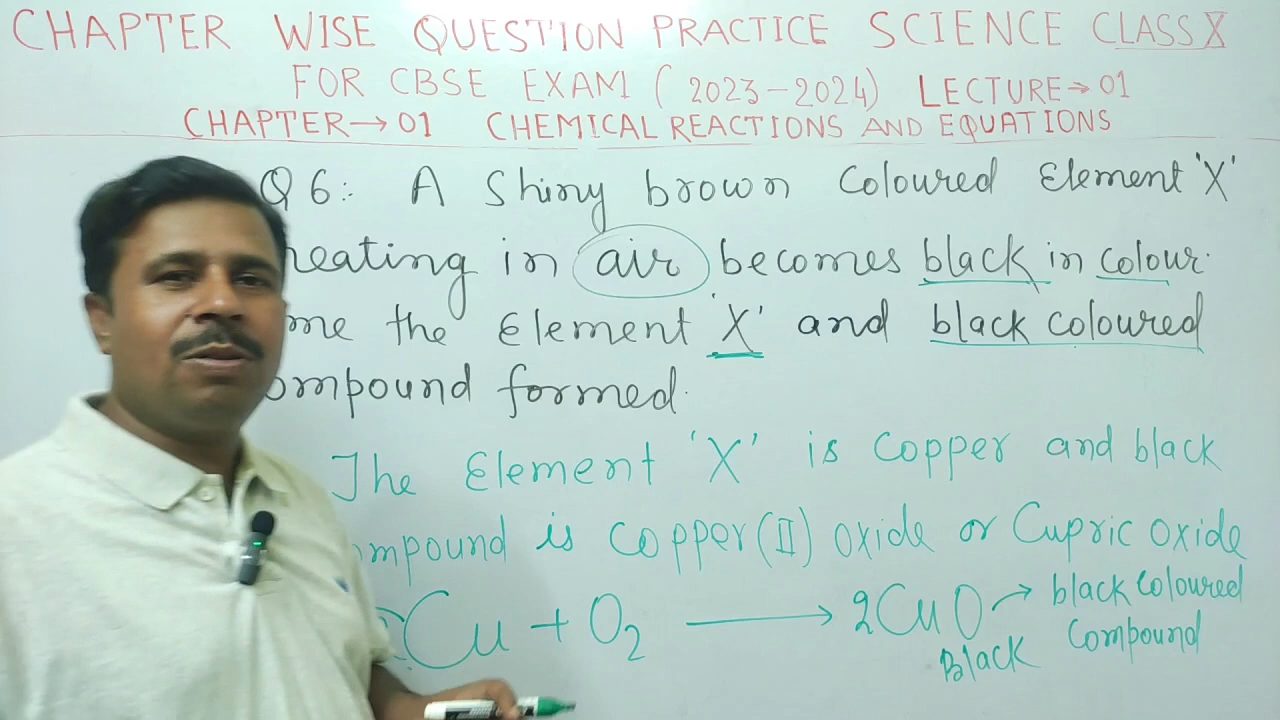 CHAPTER WISE QUESTION PRACTICE SCIENCE CLASS X
FOR CBSE EXAM (2023-2024) LECTURE→01
CHAPTER→01 CHEMICAL REACTIONS AND EQUATIONS
Q6:- A Shiny brown Coloured Element 'X'
heating in air becomes black in colour.
me the Element 'X' and black coloured
ompound formed.
The Element 'X' is Copper and black
ompound is Copper(II) oxide or Cupric oxide
2Cu + O2 ⟶ 2CuO → black coloured
Black Compound